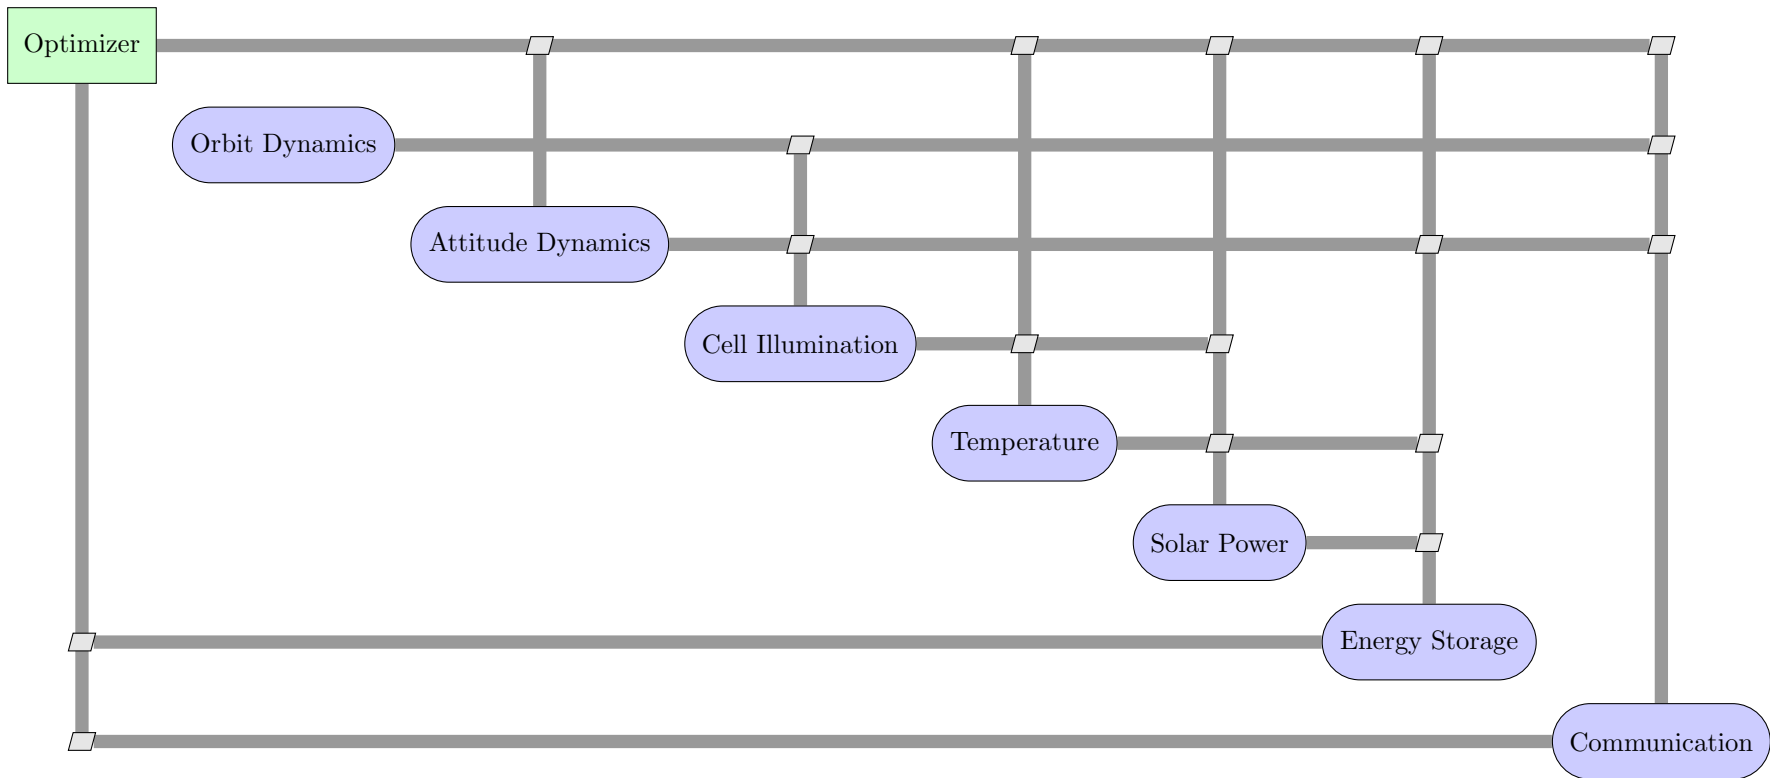 Optimizer
Orbit Dynamics
Attitude Dynamics
Cell Illumination
Temperature
Solar Power
Energy Storage
Communication